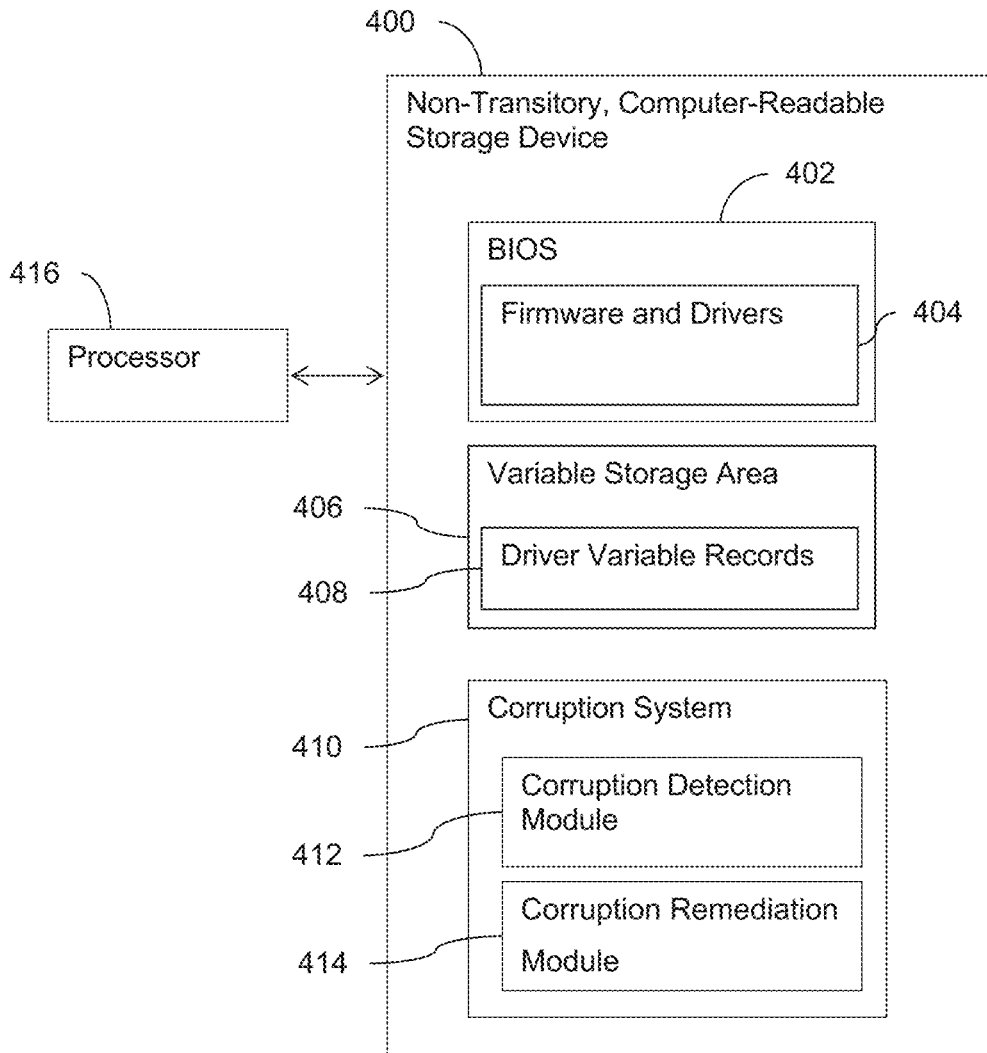 400
Non-Transitory, Computer-Readable
Storage Device
402
BIOS
416
Firmware and Drivers
404
Processor
Variable Storage Area
406
Driver Variable Records
408
Corruption System
410
Corruption Detection
Module
412
Corruption Remediation
414
Module